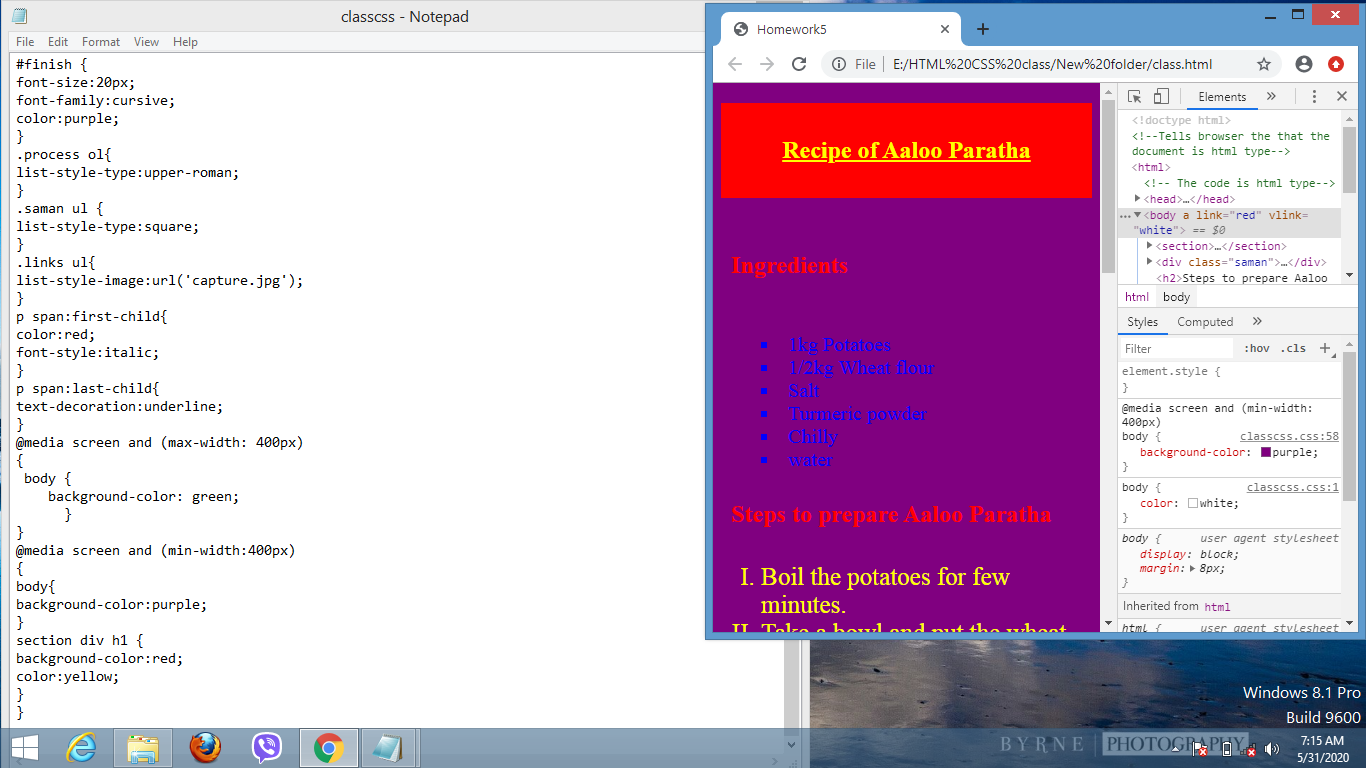 classcss - Notepad
File Edit Format View Help
#finish {
font-size:20px;
font-family:cursive;
color:purple;
}
.process ol{
list-style-type:upper-roman;
}
.saman ul {
list-style-type:square;
}
.links ul{
list-style-image:url('capture.jpg');
}
p span:first-child{
color:red;
font-style:italic;
}
p span:last-child{
text-decoration:underline;
}
@media screen and (max-width: 400px)
{
body {
background-color: green;
}
}
@media screen and (min-width:400px)
{
body{
background-color:purple;
}
section div h1 {
background-color:red;
color:yellow;
}
}
Homework5
File | E:/HTML%20CSS%20class/New%20folder/class.html
Recipe of Aaloo Paratha
Ingredients
1kg Potatoes
1/2kg Wheat flour
Salt
Turmeric powder
Chilly
water
Steps to prepare Aaloo Paratha
I. Boil the potatoes for few
minutes.
II. Take a bowl and put the wheat
Elements »
<!doctype html>
<!--Tells browser the that the
document is html type-->
<html>
<!-- The code is html type-->
<head>…</head>
<body a link="red" vlink=
"white"> == $0
<section>…</section>
<div class="saman">…</div>
<h2>Steps to prepare Aaloo
html body
Styles Computed »
Filter :hov .cls +
element.style {
}
@media screen and (min-width:
400px)
body { classcss.css:58
background-color: purple;
}
body { classcss.css:1
color: white;
}
body { user agent stylesheet
display: block;
margin: 8px;
}
Inherited from html
html { user agent stylesheet
Windows 8.1 Pro
Build 9600
BYRNE | PHOTOGRAPHY
7:15 AM
5/31/2020